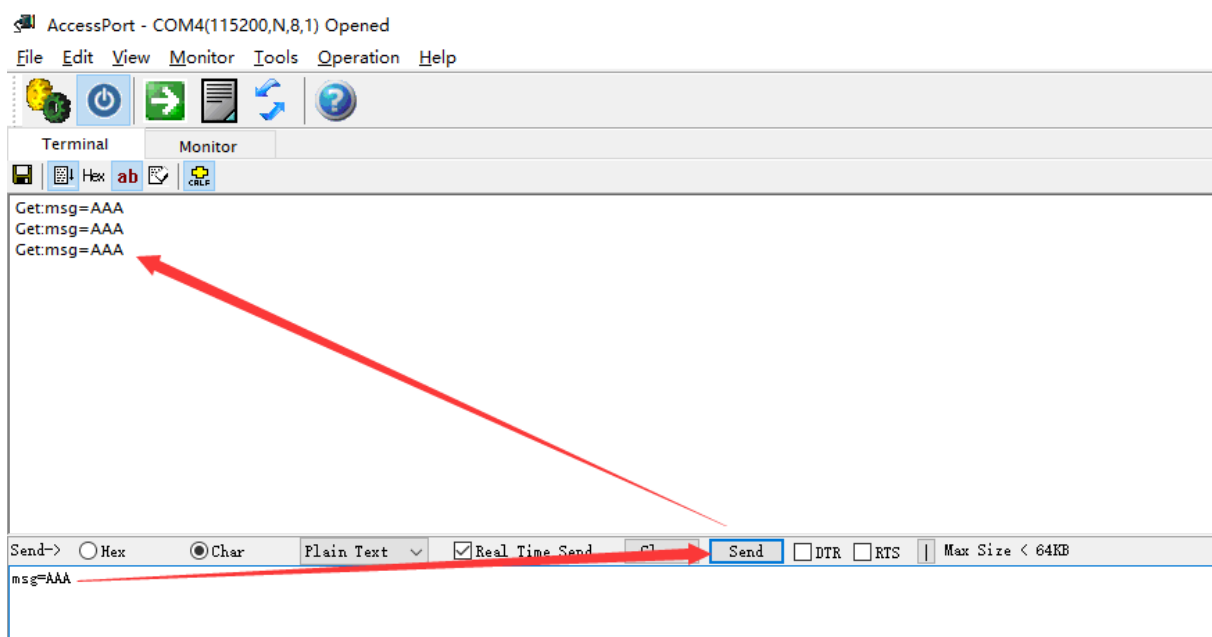 AccessPort - COM4(115200,N,8,1) Opened
File Edit View Monitor Tools Operation Help
Terminal Monitor
Hex ab CRLF
Get:msg=AAA
Get:msg=AAA
Get:msg=AAA
Send-> Hex Char Plain Text Real Time Send Send DTR RTS | Max Size < 64KB
msg=AAA